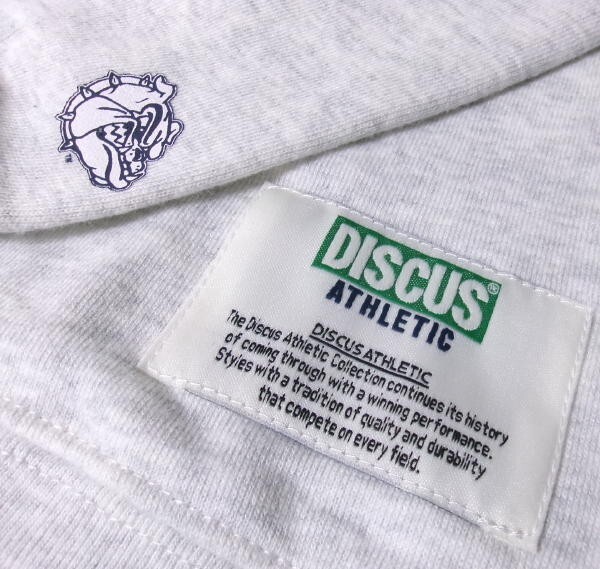 DISCUS®
ATHLETIC
DISCUS ATHLETIC
The Discus Athletic Collection continues its history
of coming through with a winning performance.
Styles with a tradition of quality and durability
that compete on every field.